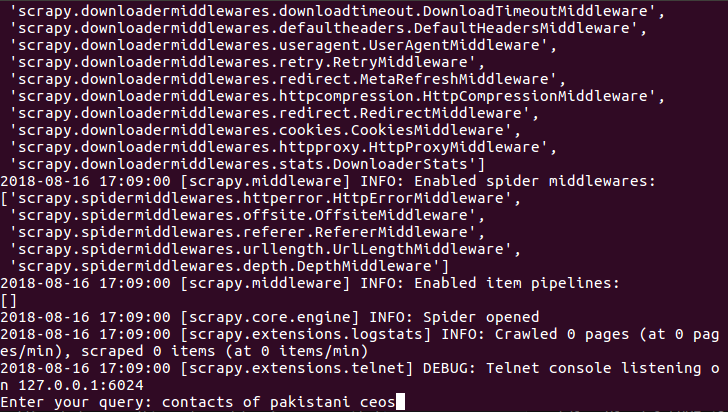 'scrapy.downloadermiddlewares.downloadtimeout.DownloadTimeoutMiddleware',
'scrapy.downloadermiddlewares.defaultheaders.DefaultHeadersMiddleware',
'scrapy.downloadermiddlewares.useragent.UserAgentMiddleware',
'scrapy.downloadermiddlewares.retry.RetryMiddleware',
'scrapy.downloadermiddlewares.redirect.MetaRefreshMiddleware',
'scrapy.downloadermiddlewares.httpcompression.HttpCompressionMiddleware',
'scrapy.downloadermiddlewares.redirect.RedirectMiddleware',
'scrapy.downloadermiddlewares.cookies.CookiesMiddleware',
'scrapy.downloadermiddlewares.httpproxy.HttpProxyMiddleware',
'scrapy.downloadermiddlewares.stats.DownloaderStats']
2018-08-16 17:09:00 [scrapy.middleware] INFO: Enabled spider middlewares:
['scrapy.spidermiddlewares.httperror.HttpErrorMiddleware',
'scrapy.spidermiddlewares.offsite.OffsiteMiddleware',
'scrapy.spidermiddlewares.referer.RefererMiddleware',
'scrapy.spidermiddlewares.urllength.UrlLengthMiddleware',
'scrapy.spidermiddlewares.depth.DepthMiddleware']
2018-08-16 17:09:00 [scrapy.middleware] INFO: Enabled item pipelines:
[]
2018-08-16 17:09:00 [scrapy.core.engine] INFO: Spider opened
2018-08-16 17:09:00 [scrapy.extensions.logstats] INFO: Crawled 0 pages (at 0 pag
es/min), scraped 0 items (at 0 items/min)
2018-08-16 17:09:00 [scrapy.extensions.telnet] DEBUG: Telnet console listening o
n 127.0.0.1:6024
Enter your query: contacts of pakistani ceos